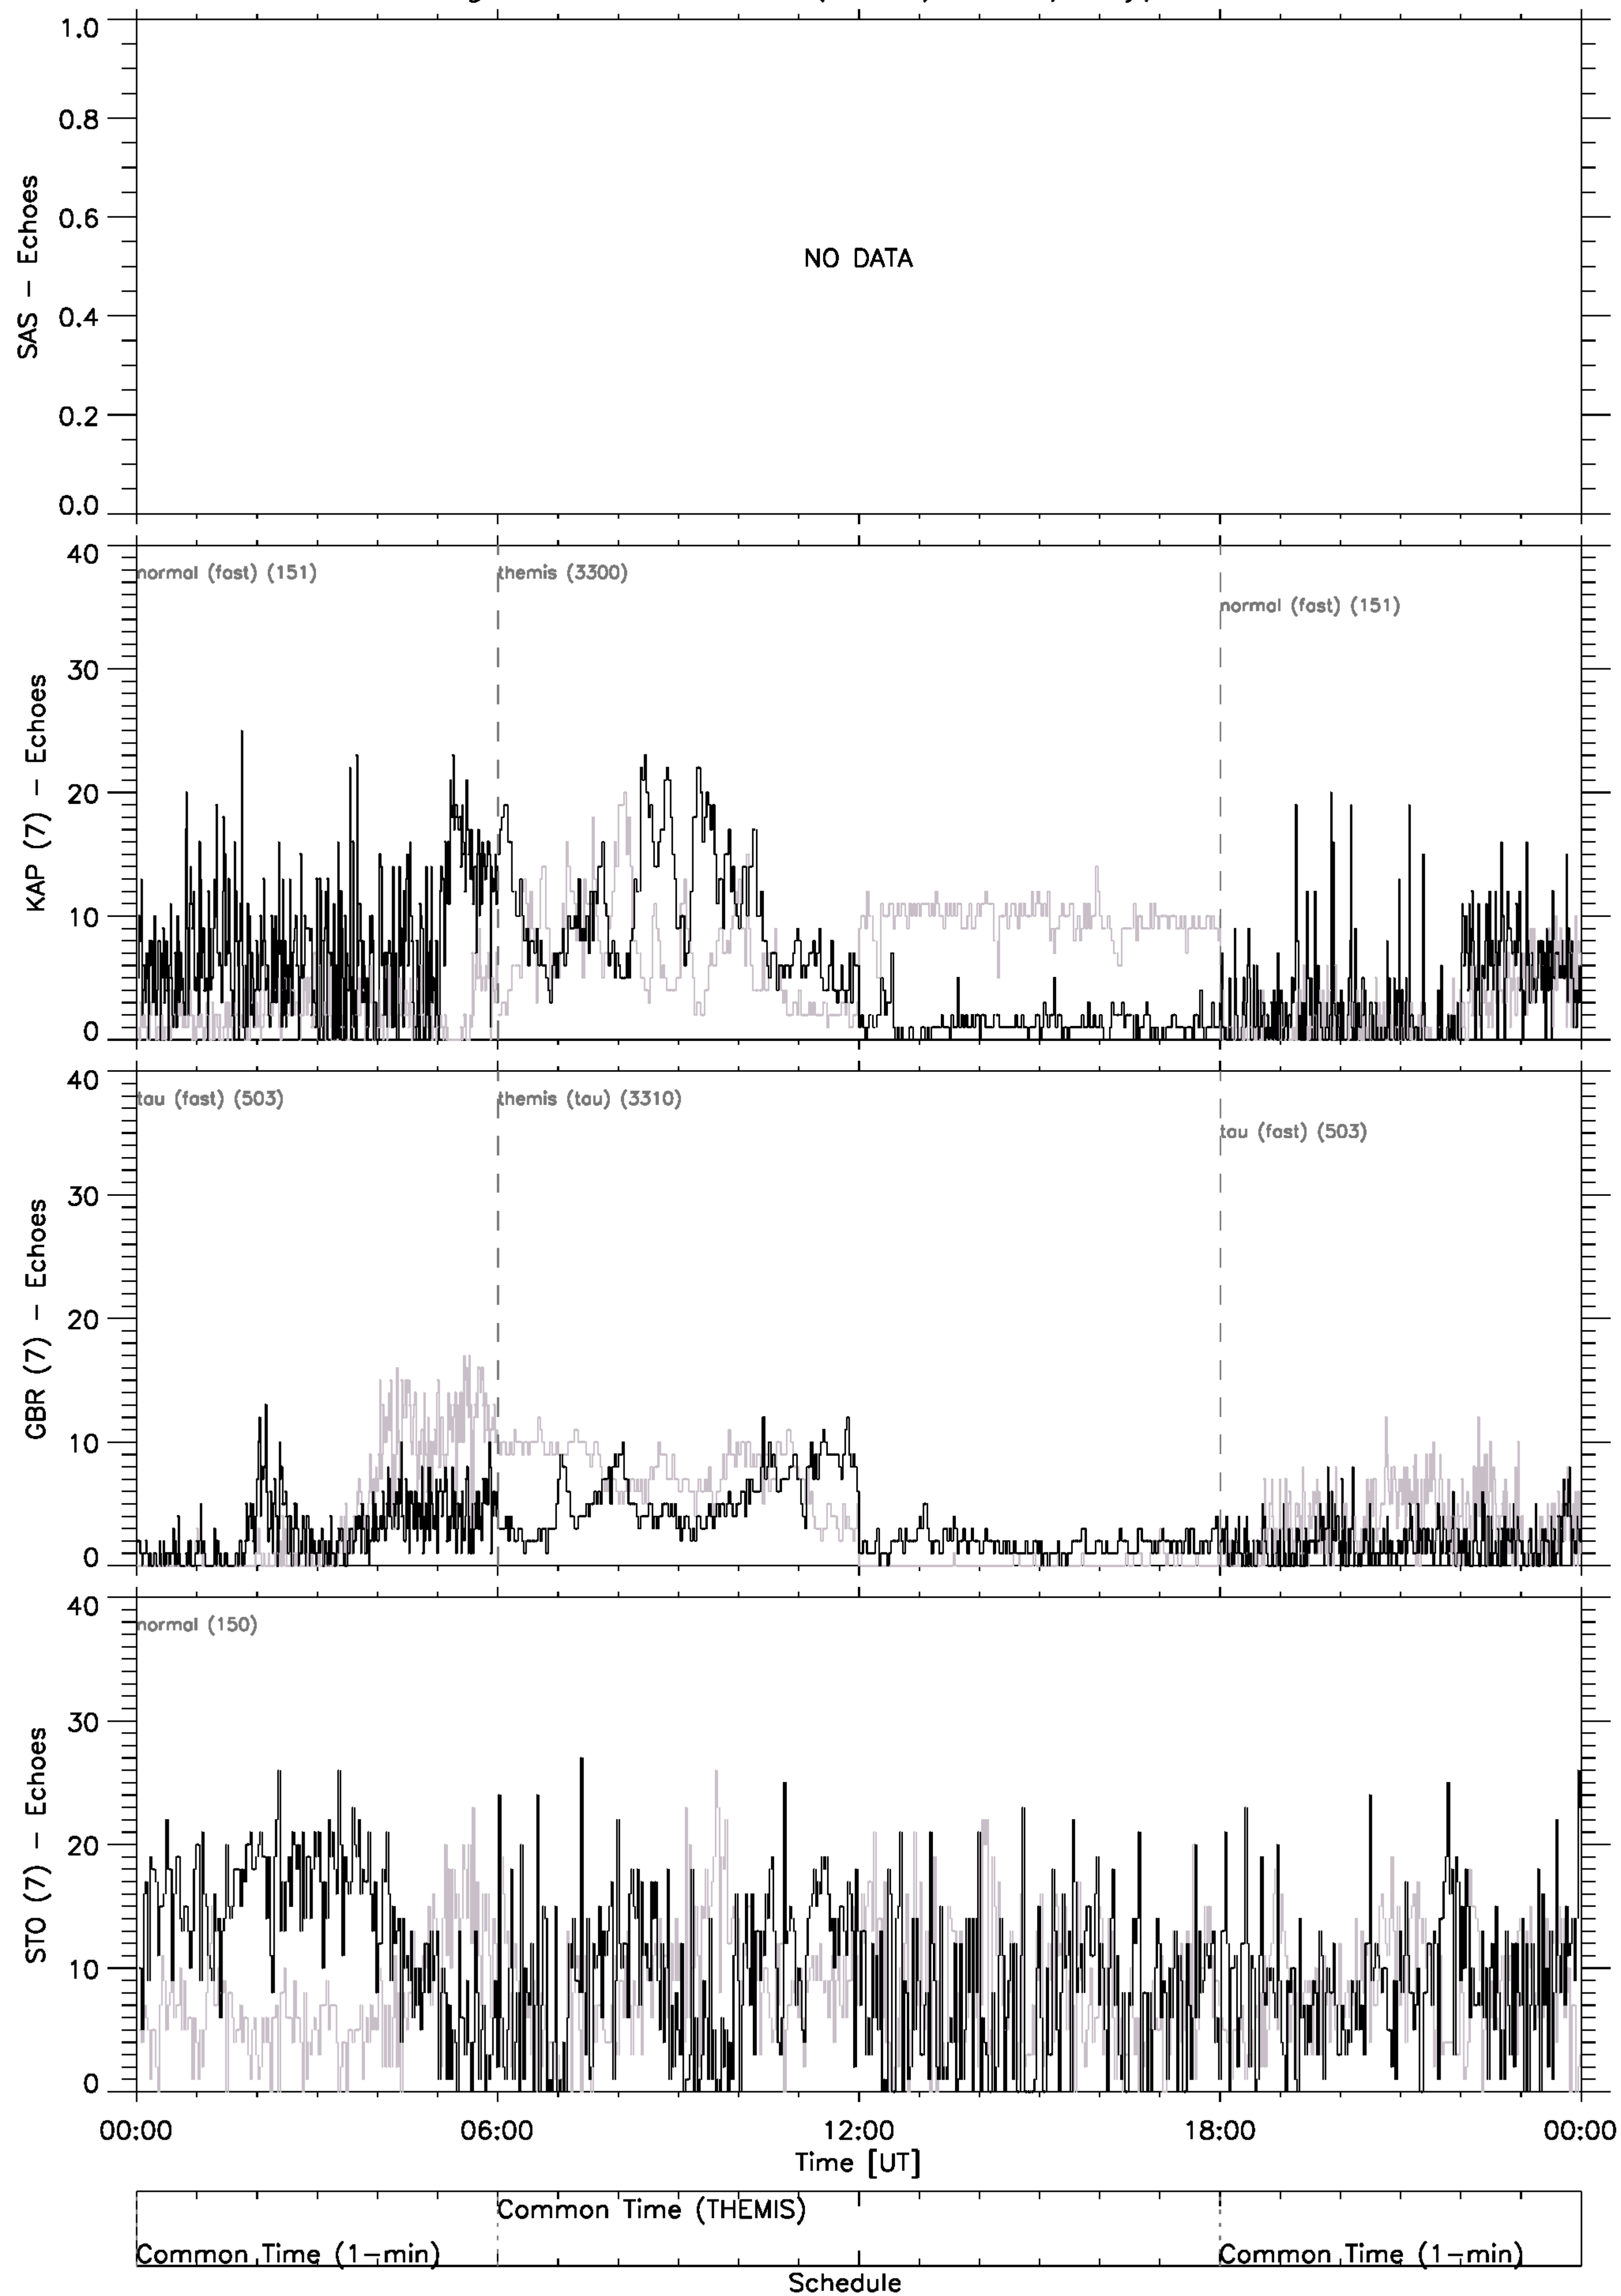 1.0
0.8
0.6
0.4
0.2
0.0
SAS – Echoes
NO DATA
40
30
20
10
0
KAP (7) – Echoes
normal (fast) (151)
themis (3300)
normal (fast) (151)
40
30
20
10
0
GBR (7) – Echoes
tau (fast) (503)
themis (tau) (3310)
tau (fast) (503)
40
30
20
10
0
STO (7) – Echoes
normal (150)
00:00 06:00 12:00 18:00 00:00
Time [UT]
Common Time (THEMIS)
Common Time (1–min) Common Time (1–min)
Schedule